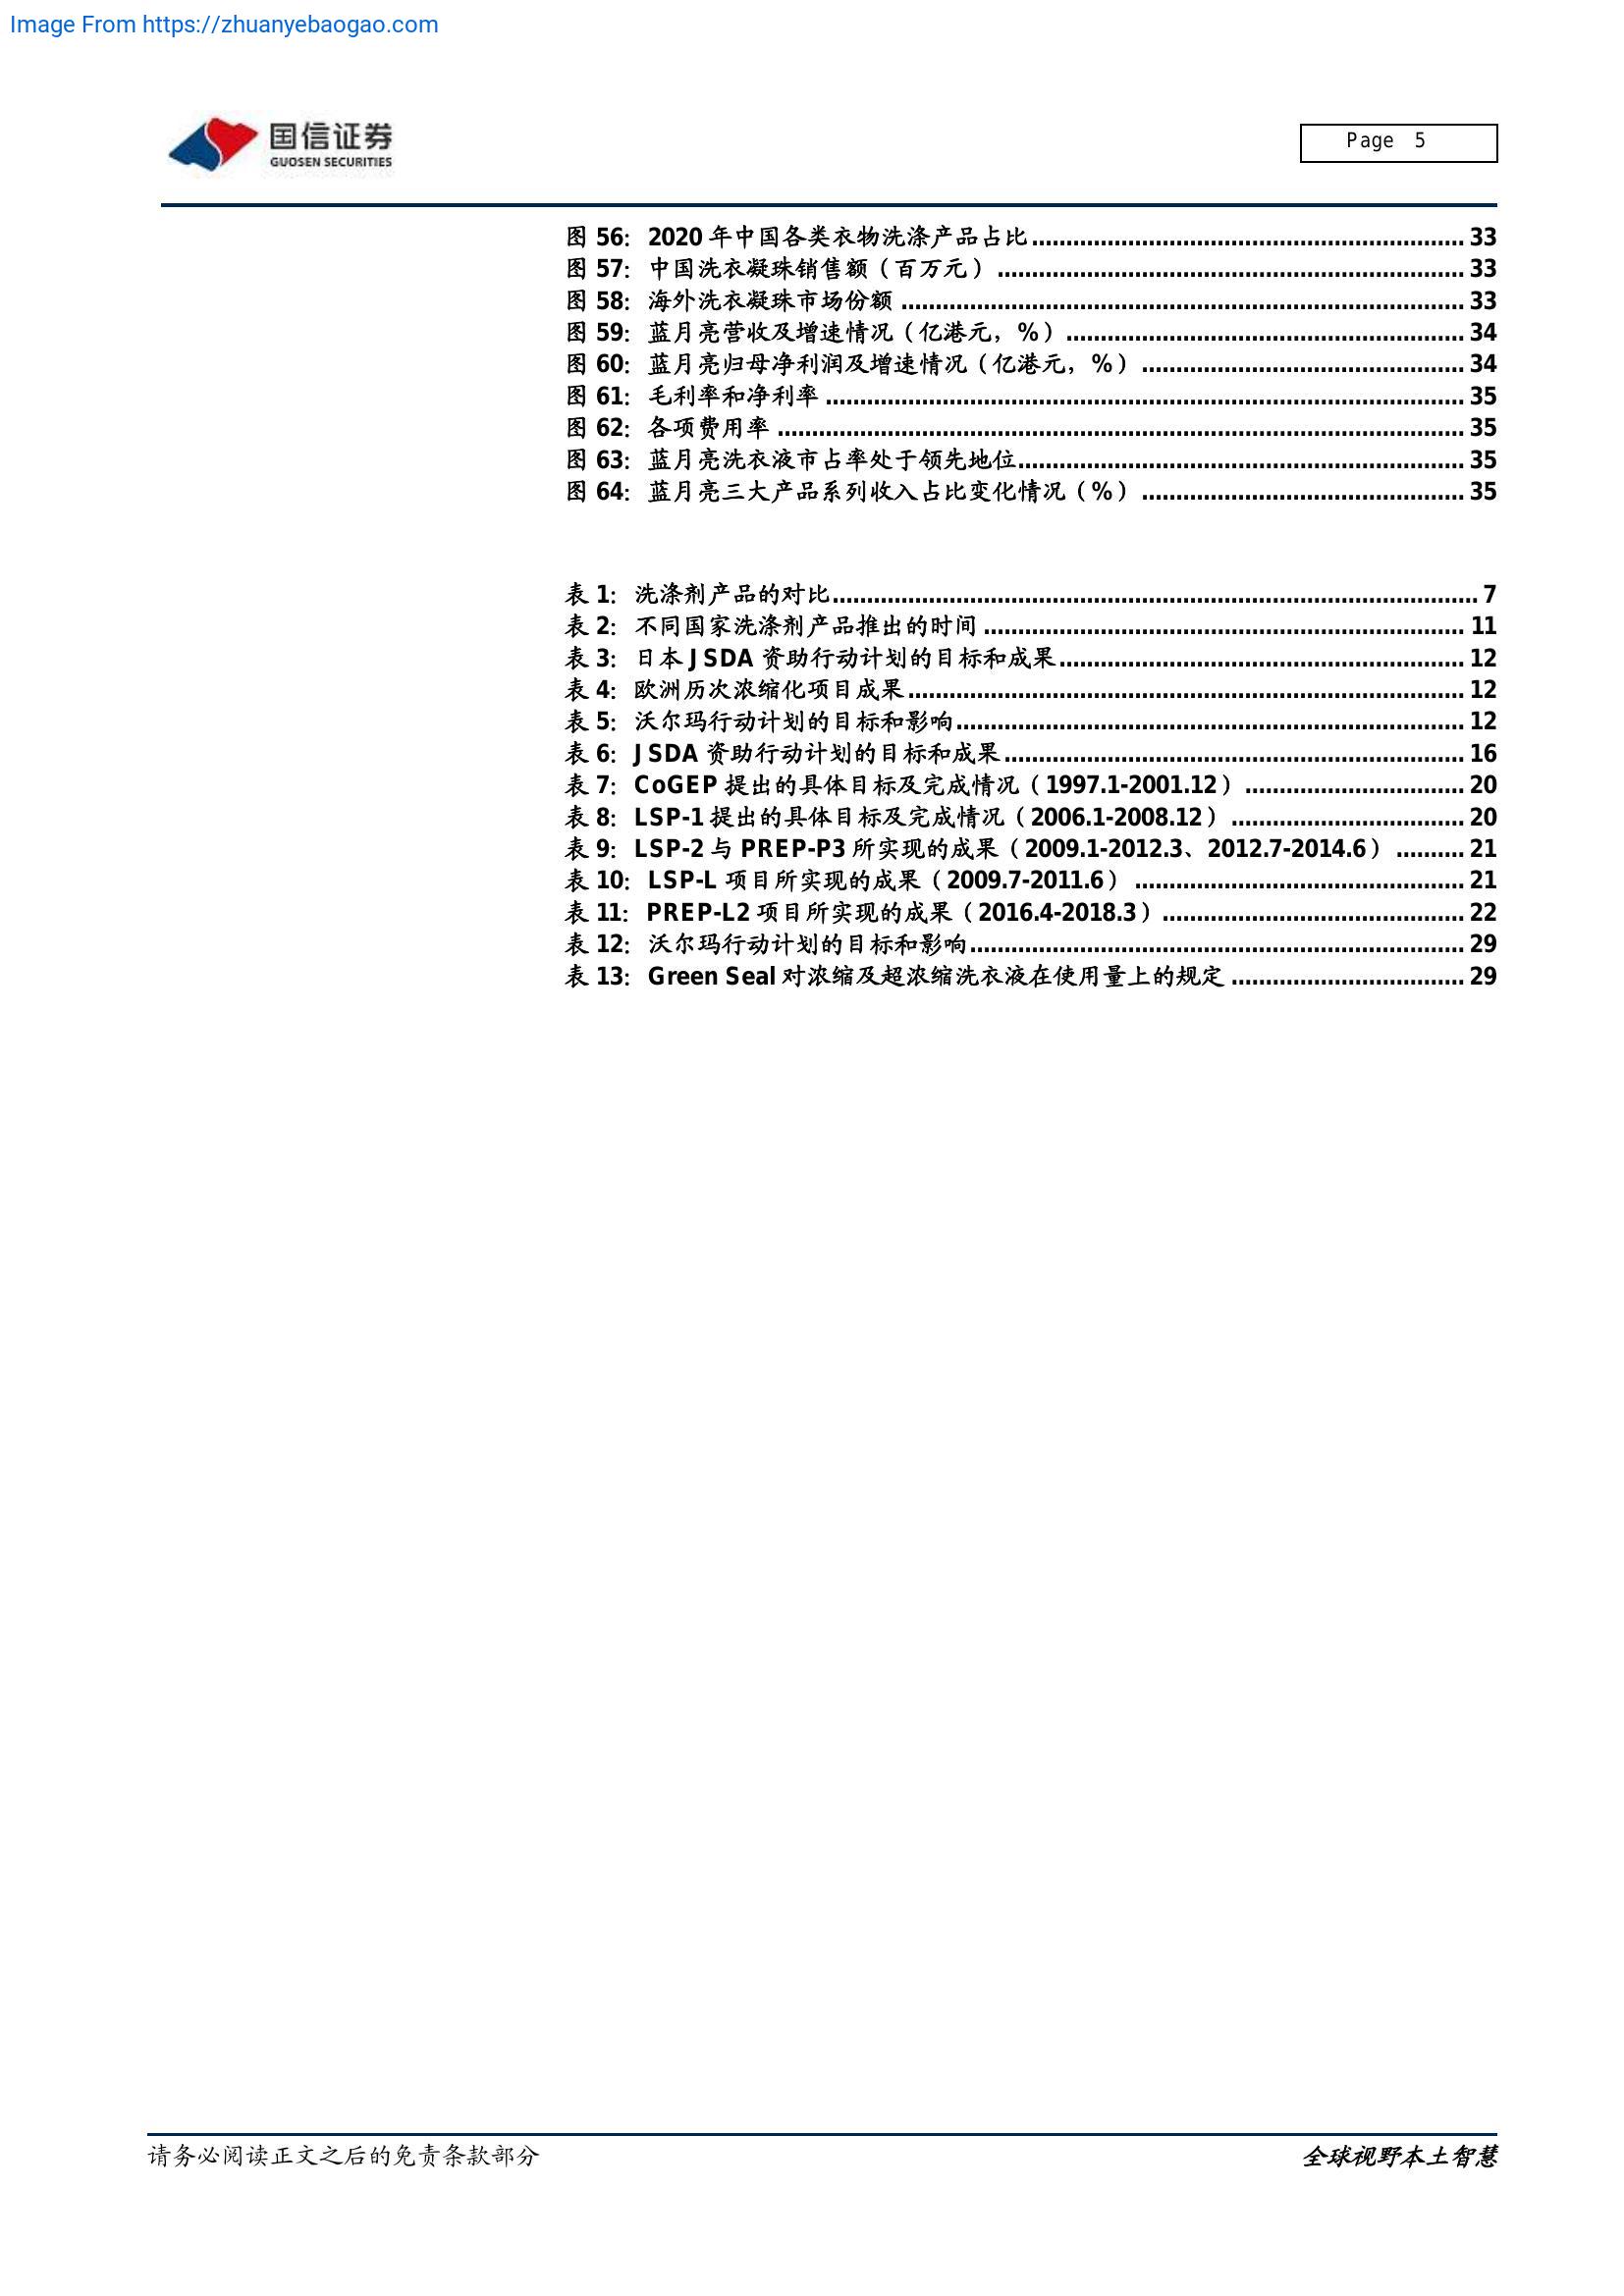 Image From https://zhuanyebaogao.com
国信证券
GUOSEN SECURITIES
Page 5
图 56: 2020 年中国各类衣物洗涤产品占比................................................................ 33
图 57: 中国洗衣凝珠销售额（百万元）..................................................................... 33
图 58: 海外洗衣凝珠市场份额................................................................................... 33
图 59: 蓝月亮营收及增速情况（亿港元，%）........................................................... 34
图 60: 蓝月亮归母净利润及增速情况（亿港元，%）................................................ 34
图 61: 毛利率和净利率.............................................................................................. 35
图 62: 各项费用率..................................................................................................... 35
图 63: 蓝月亮洗衣液市占率处于领先地位.................................................................. 35
图 64: 蓝月亮三大产品系列收入占比变化情况（%）................................................ 35
表 1: 洗涤剂产品的对比............................................................................................... 7
表 2: 不同国家洗涤剂产品推出的时间....................................................................... 11
表 3: 日本 JSDA 资助行动计划的目标和成果............................................................ 12
表 4: 欧洲历次浓缩化项目成果.................................................................................. 12
表 5: 沃尔玛行动计划的目标和影响........................................................................... 12
表 6: JSDA 资助行动计划的目标和成果.................................................................... 16
表 7: CoGEP 提出的具体目标及完成情况（1997.1-2001.12）................................ 20
表 8: LSP-1 提出的具体目标及完成情况（2006.1-2008.12）.................................. 20
表 9: LSP-2 与 PREP-P3 所实现的成果（2009.1-2012.3、2012.7-2014.6）.......... 21
表 10: LSP-L 项目所实现的成果（2009.7-2011.6）................................................. 21
表 11: PREP-L2 项目所实现的成果（2016.4-2018.3）............................................. 22
表 12: 沃尔玛行动计划的目标和影响......................................................................... 29
表 13: Green Seal 对浓缩及超浓缩洗衣液在使用量上的规定.................................. 29
请务必阅读正文之后的免责条款部分
全球视野本土智慧